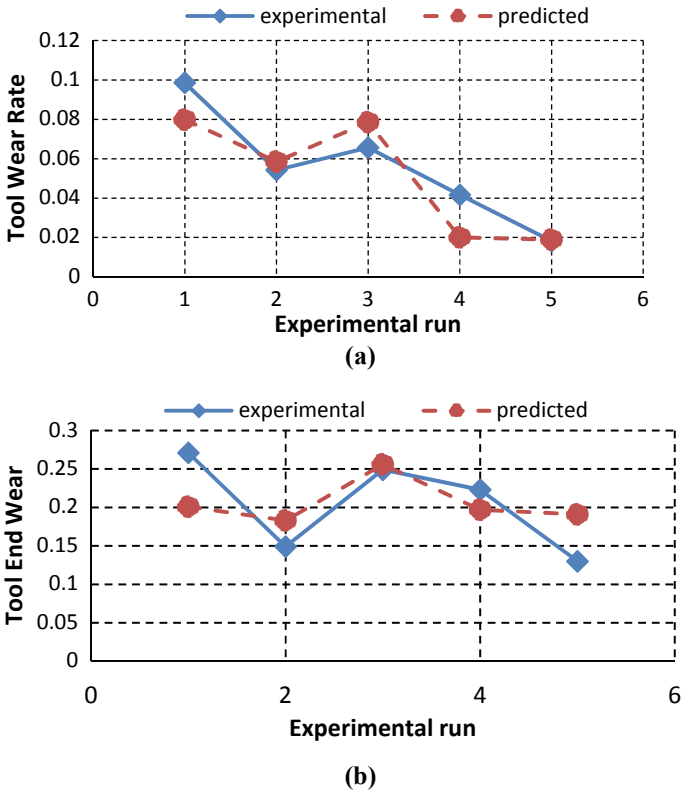 experimental predicted
0.12
0.1
0.08
0.06
0.04
0.02
0
Tool Wear Rate
0 1 2 3 4 5 6
Experimental run
(a)
experimental predicted
0.3
0.25
0.2
0.15
0.1
0.05
0
Tool End Wear
0 2 4 6
Experimental run
(b)